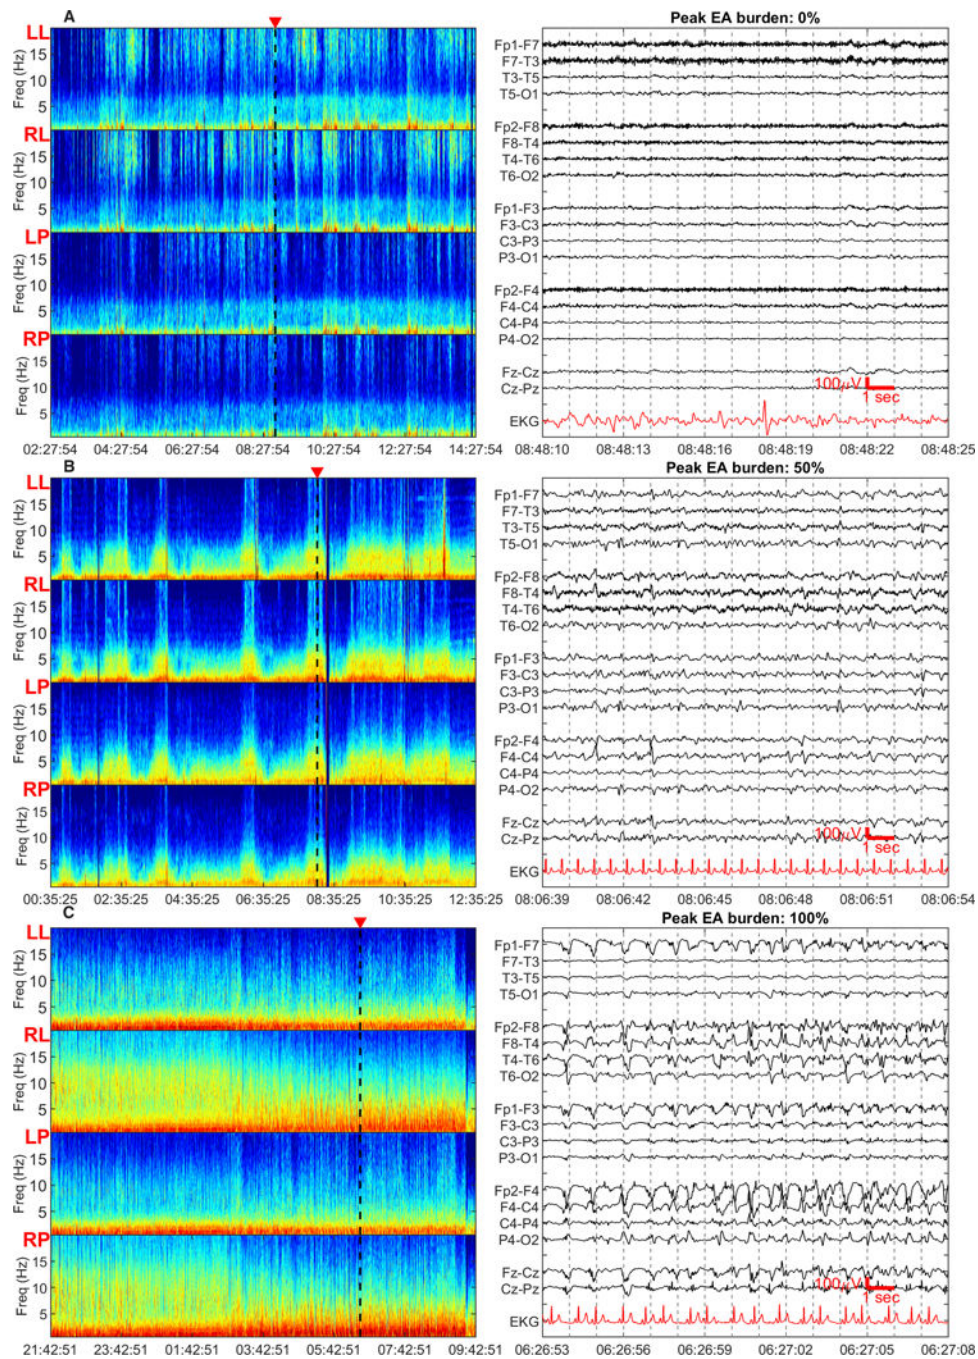 A
Peak EA burden: 0%
LL
Freq (Hz)
15
10
5
RL
Freq (Hz)
15
10
5
LP
Freq (Hz)
15
10
5
RP
Freq (Hz)
15
10
5
02:27:54 04:27:54 06:27:54 08:27:54 10:27:54 12:27:54 14:27:54
Fp1-F7
F7-T3
T3-T5
T5-O1
Fp2-F8
F8-T4
T4-T6
T6-O2
Fp1-F3
F3-C3
C3-P3
P3-O1
Fp2-F4
F4-C4
C4-P4
P4-O2
Fz-Cz
Cz-Pz
100μV
1 sec
EKG
08:48:10 08:48:13 08:48:16 08:48:19 08:48:22 08:48:25
B
Peak EA burden: 50%
LL
Freq (Hz)
15
10
5
RL
Freq (Hz)
15
10
5
LP
Freq (Hz)
15
10
5
RP
Freq (Hz)
15
10
5
00:35:25 02:35:25 04:35:25 06:35:25 08:35:25 10:35:25 12:35:25
Fp1-F7
F7-T3
T3-T5
T5-O1
Fp2-F8
F8-T4
T4-T6
T6-O2
Fp1-F3
F3-C3
C3-P3
P3-O1
Fp2-F4
F4-C4
C4-P4
P4-O2
Fz-Cz
Cz-Pz
100μV
1 sec
EKG
08:06:39 08:06:42 08:06:45 08:06:48 08:06:51 08:06:54
C
Peak EA burden: 100%
LL
Freq (Hz)
15
10
5
RL
Freq (Hz)
15
10
5
LP
Freq (Hz)
15
10
5
RP
Freq (Hz)
15
10
5
21:42:51 23:42:51 01:42:51 03:42:51 05:42:51 07:42:51 09:42:51
Fp1-F7
F7-T3
T3-T5
T5-O1
Fp2-F8
F8-T4
T4-T6
T6-O2
Fp1-F3
F3-C3
C3-P3
P3-O1
Fp2-F4
F4-C4
C4-P4
P4-O2
Fz-Cz
Cz-Pz
100μV
1 sec
EKG
06:26:53 06:26:56 06:26:59 06:27:02 06:27:05 06:27:08